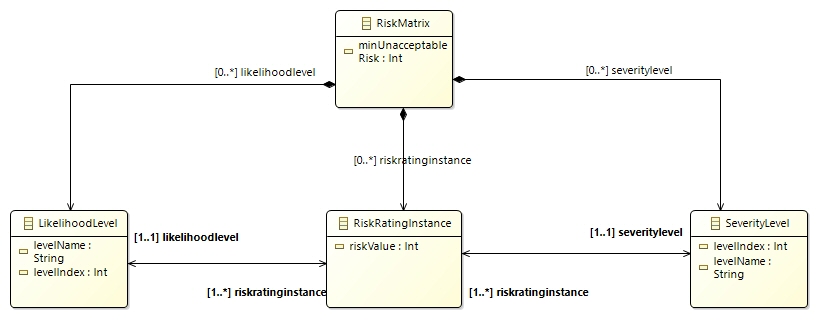 RiskMatrix
minUnacceptable
Risk : Int
[0..*] likelihoodlevel
[0..*] severitylevel
[0..*] riskratinginstance
LikelihoodLevel
levelName :
String
levelIndex : Int
[1..1] likelihoodlevel
[1..*] riskratinginstance
RiskRatingInstance
riskValue : Int
[1..1] severitylevel
[1..*] riskratinginstance
SeverityLevel
levelIndex : Int
levelName :
String